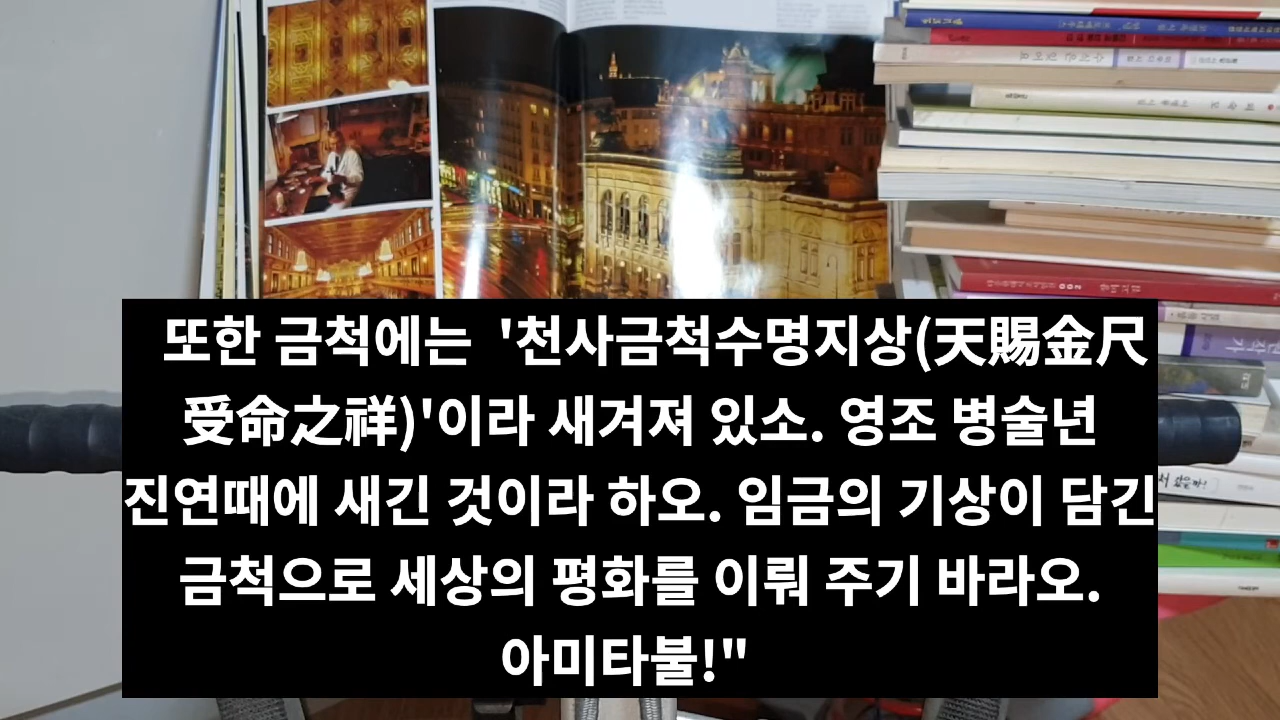 또한 금척에는 '천사금척수명지상(天賜金尺
受命之祥)'이라 새겨져 있소. 영조 병술년
진연때에 새긴 것이라 하오. 임금의 기상이 담긴
금척으로 세상의 평화를 이뤄 주기 바라오.
아미타불!"
002